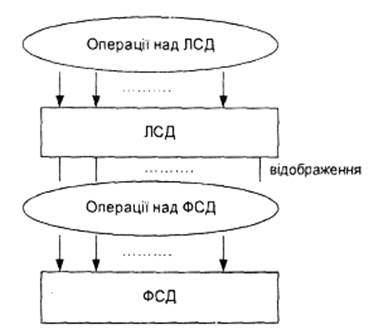 Операції над ЛСД
..........
ЛСД
..........
відображення
Операції над ФСД
..........
ФСД